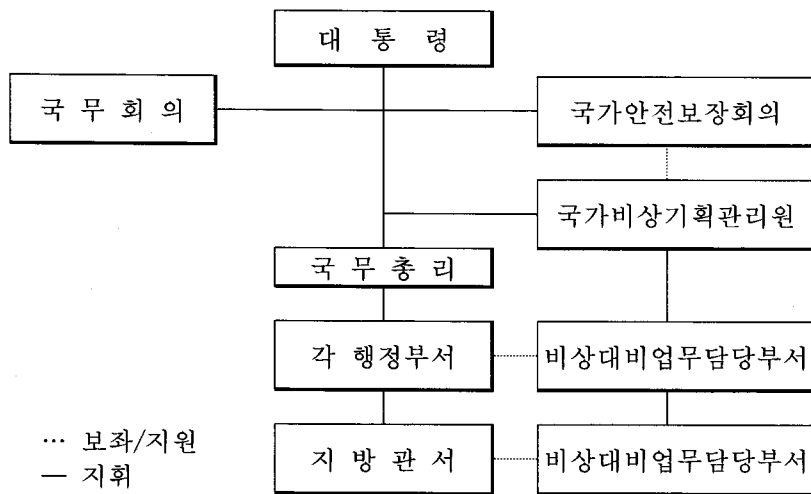 대 통 령
국 무 회 의
국가안전보장회의
국가비상기획관리원
국 무 총 리
각 행정부서
비상대비업무담당부서
지 방 관 서
비상대비업무담당부서
… 보좌/지원
— 지휘